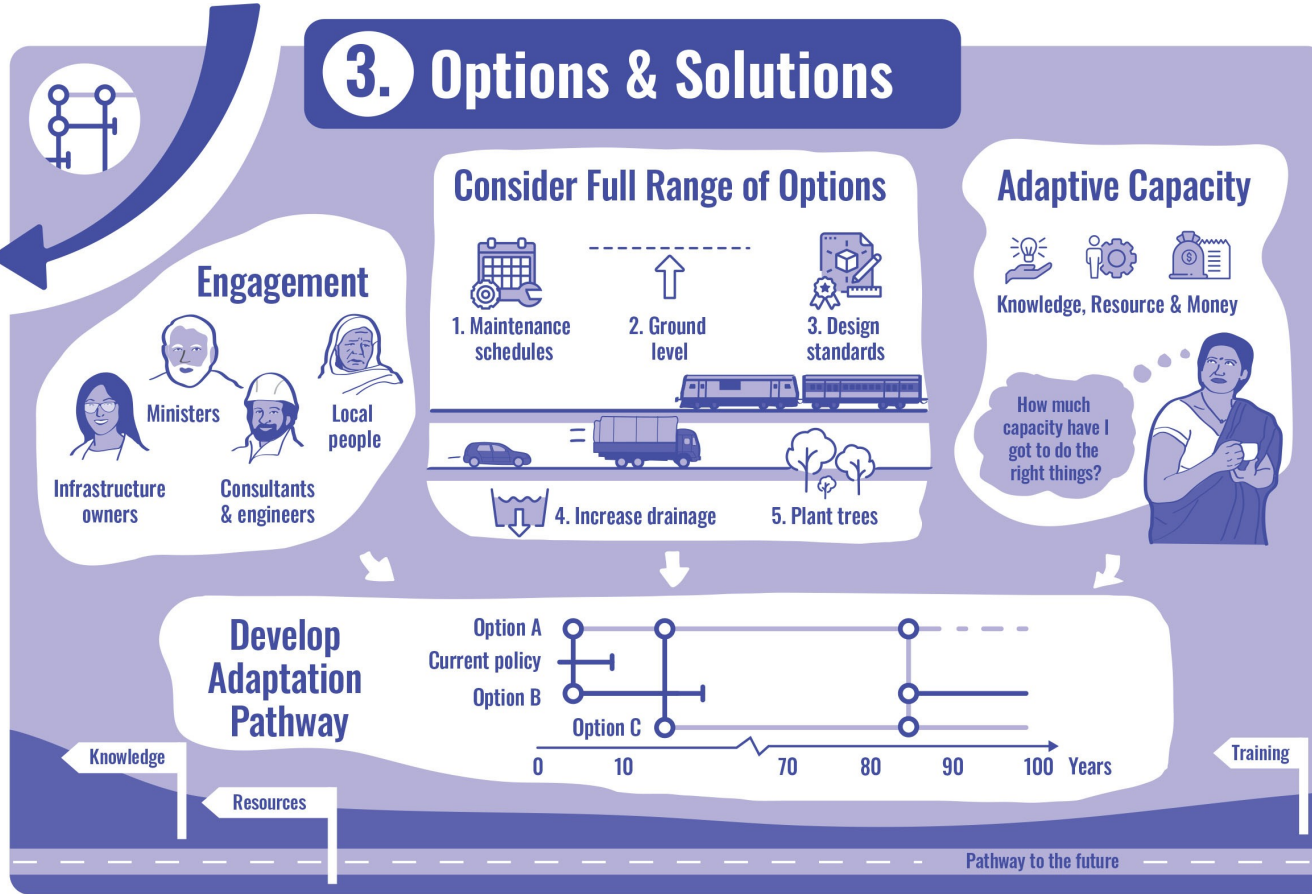 3. Options & Solutions
Engagement
Ministers
Local
people
Infrastructure
owners
Consultants
& engineers
Consider Full Range of Options
1. Maintenance
schedules
2. Ground
level
3. Design
standards
4. Increase drainage
5. Plant trees
Adaptive Capacity
$
Knowledge, Resource & Money
How much
capacity have I
got to do the
right things?
Develop
Adaptation
Pathway
Option A
Current policy
Option B
Option C
0 10 70 80 90 100 Years
Knowledge
Resources
Training
Pathway to the future